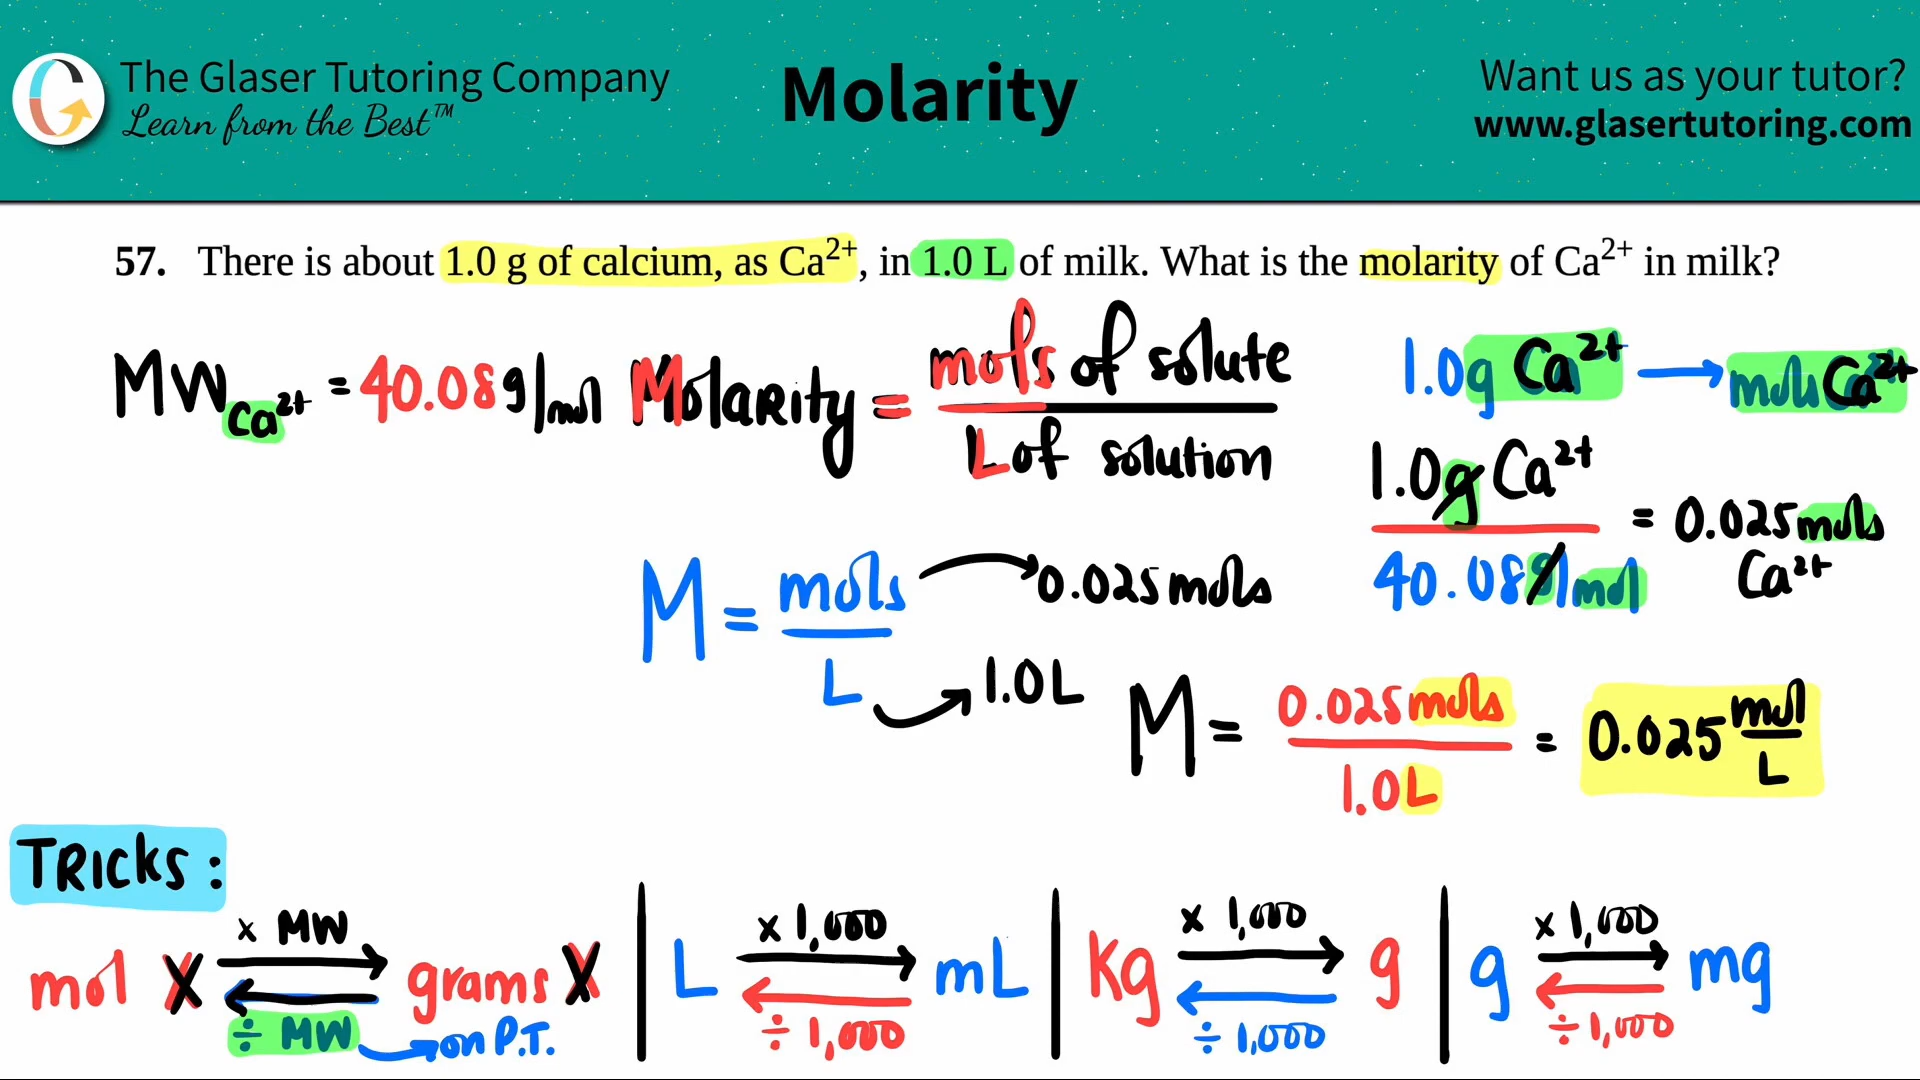 The Glaser Tutoring Company
Learn from the Best™
Molarity
Want us as your tutor?
www.glasertutoring.com
57. There is about 1.0 g of calcium, as Ca²⁺, in 1.0 L of milk. What is the molarity of Ca²⁺ in milk?
MW Ca²⁺ = 40.08 g/mol
Molarity = mols of solute
L of solution
1.0g Ca²⁺ → mols Ca²⁺
1.0g Ca²⁺
40.08 g/mol
= 0.025 mols
Ca²⁺
M = mols → 0.025 mols
L → 1.0 L
M = 0.025 mols
1.0 L
= 0.025 mol
L
TRICKS:
x MW
mol X → grams X
÷ MW → on P.T.
x 1,000
L → mL
÷ 1,000
x 1,000
kg → g
÷ 1,000
x 1,000
g → mg
÷ 1,000